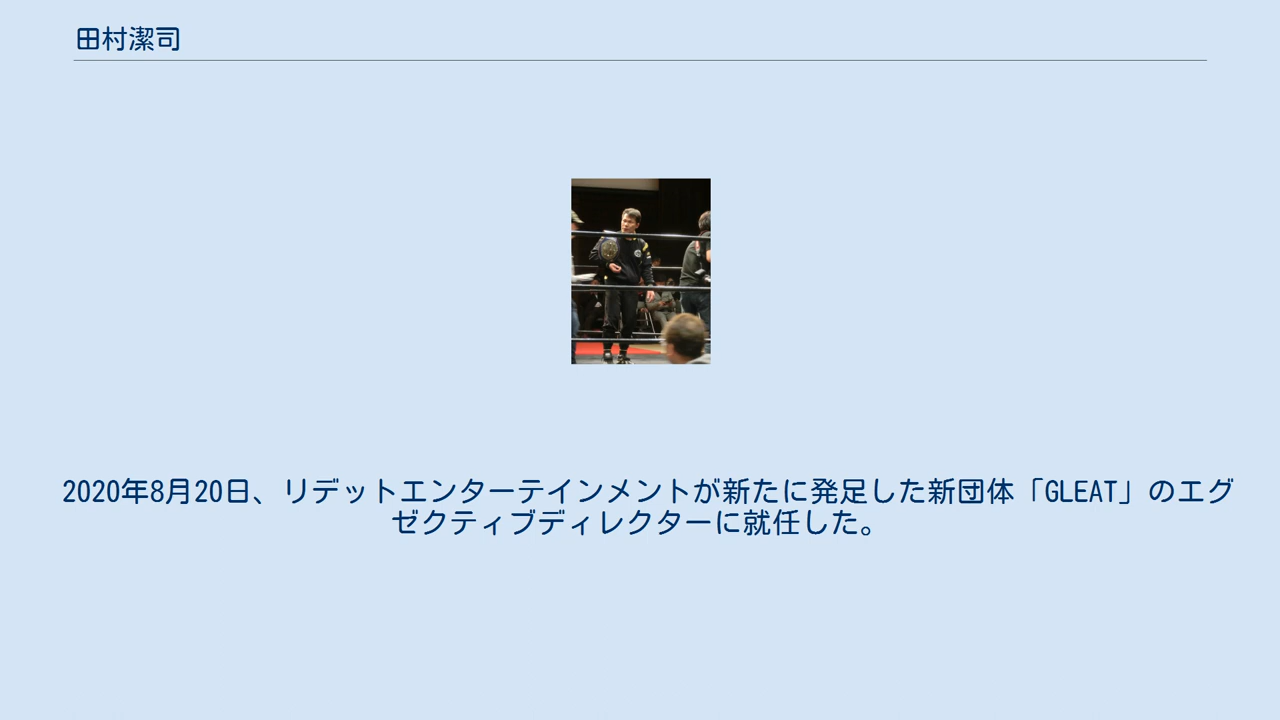 田村潔司
2020年8月20日、リデットエンターテインメントが新たに発足した新団体「GLEAT」のエグ
ゼクティブディレクターに就任した。